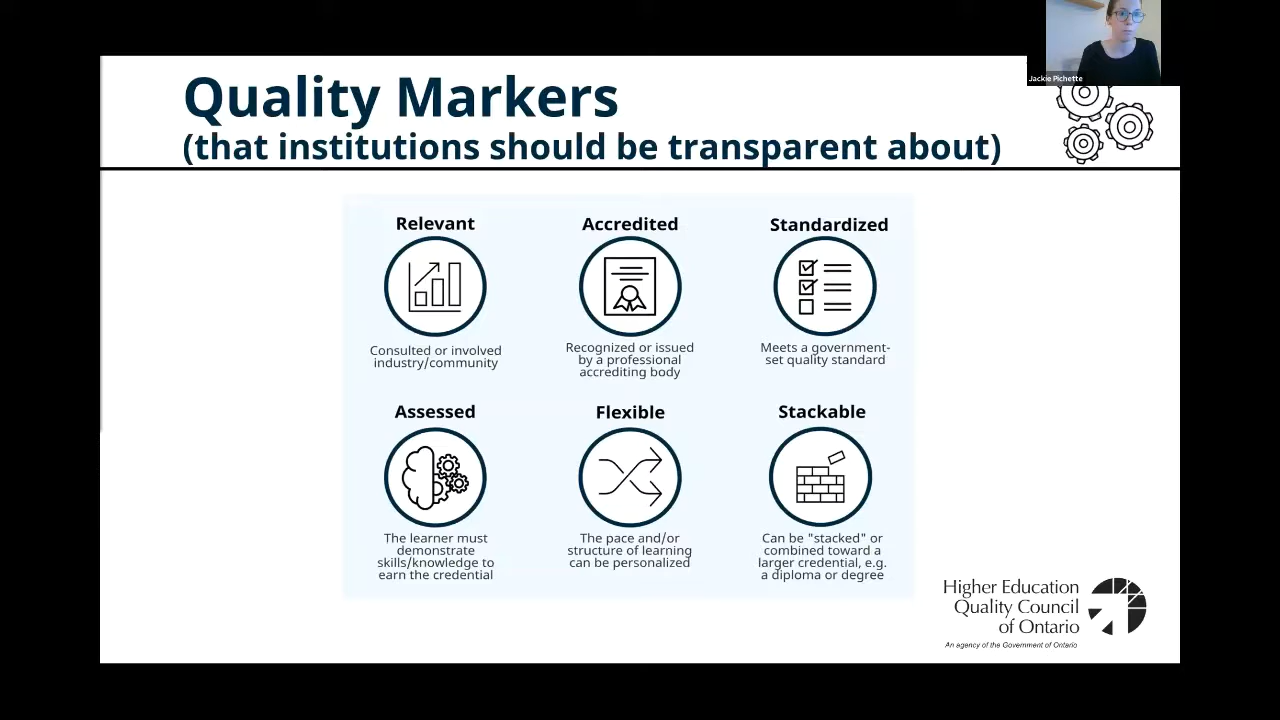 Jackie Pichette
Quality Markers
(that institutions should be transparent about)
Relevant
Consulted or involved
industry/community
Accredited
Recognized or issued
by a professional
accrediting body
Standardized
Meets a government-
set quality standard
Assessed
The learner must
demonstrate
skills/knowledge to
earn the credential
Flexible
The pace and/or
structure of learning
can be personalized
Stackable
Can be "stacked" or
combined toward a
larger credential, e.g.
a diploma or degree
Higher Education
Quality Council
of Ontario
An agency of the Government of Ontario